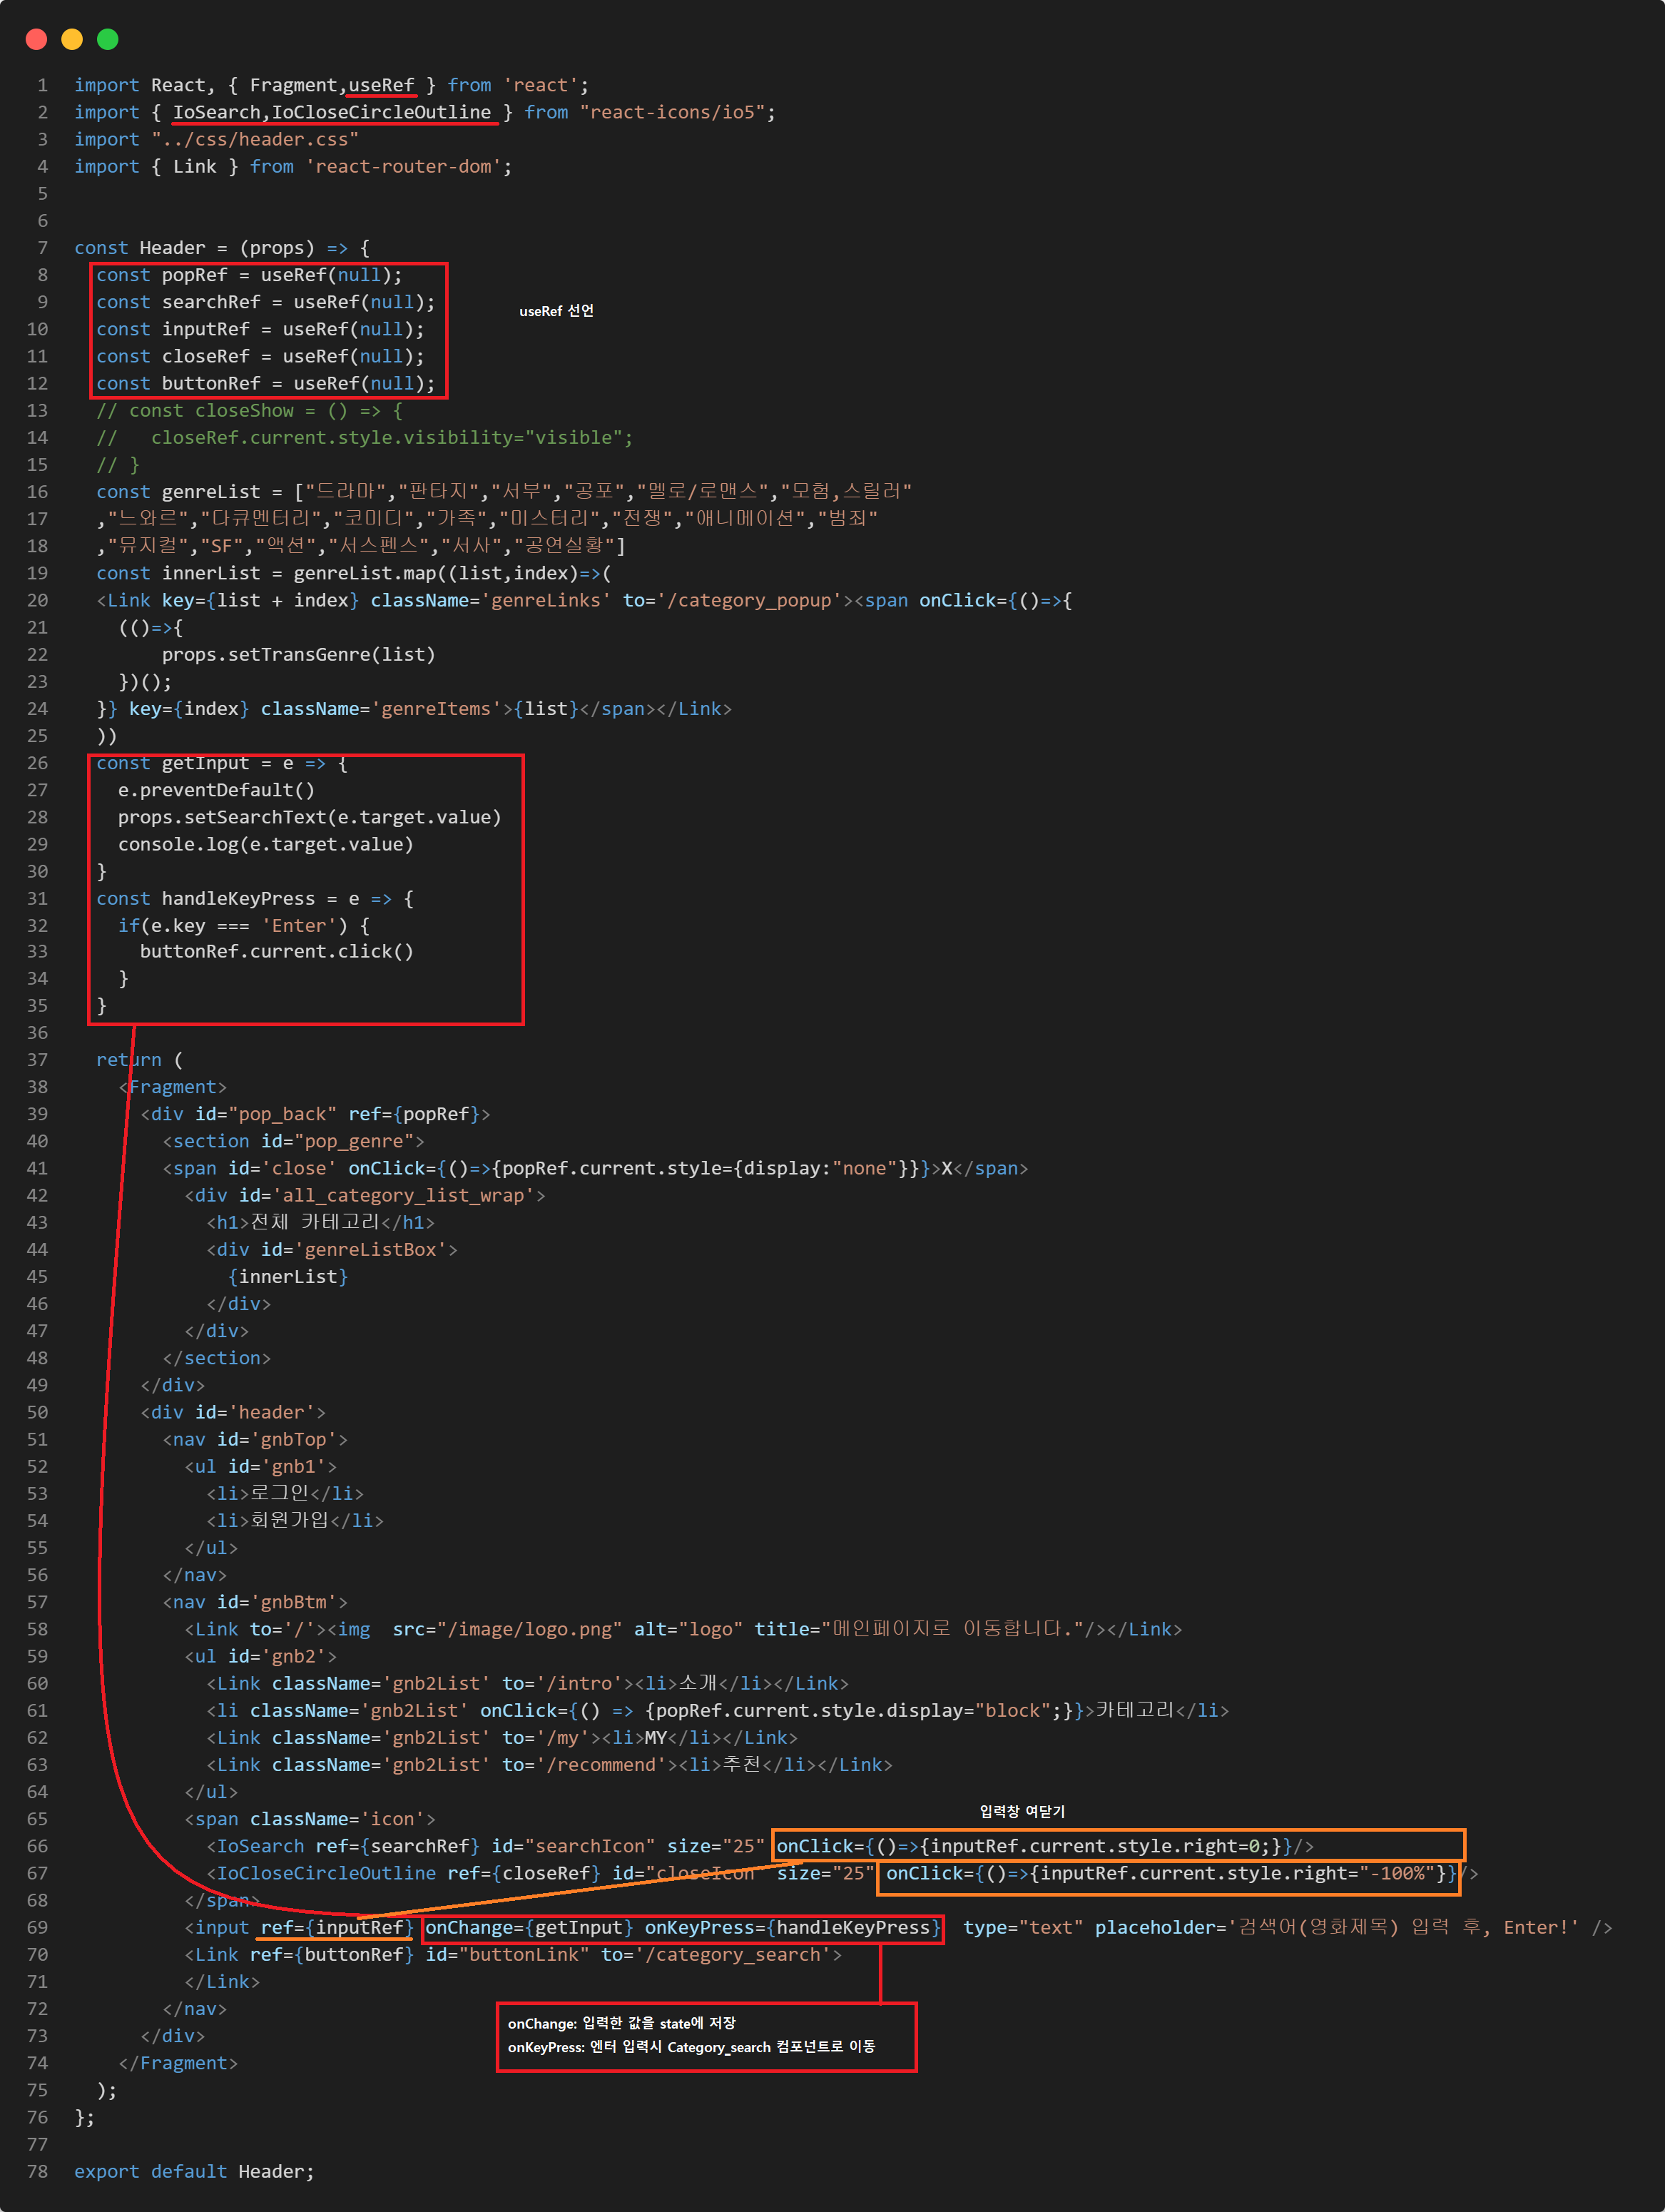 1 import React, { Fragment,useRef } from 'react';
2 import { IoSearch,IoCloseCircleOutline } from "react-icons/io5";
3 import "../css/header.css"
4 import { Link } from 'react-router-dom';
5
6
7 const Header = (props) => {
8 const popRef = useRef(null);
9 const searchRef = useRef(null);
useRef 선언
10 const inputRef = useRef(null);
11 const closeRef = useRef(null);
12 const buttonRef = useRef(null);
13 // const closeShow = () => {
14 //   closeRef.current.style.visibility="visible";
15 // }
16 const genreList = ["드라마","판타지","서부","공포","멜로/로맨스","모험,스릴러"
17 ,"느와르","다큐멘터리","코미디","가족","미스터리","전쟁","애니메이션","범죄"
18 ,"뮤지컬","SF","액션","서스펜스","서사","공연실황"]
19 const innerList = genreList.map((list,index)=>(
20 <Link key={list + index} className='genreLinks' to='/category_popup'><span onClick={()=>{
21 (()=>{
22 props.setTransGenre(list)
23 })();
24 }} key={index} className='genreItems'>{list}</span></Link>
25 ))
26 const getInput = e => {
27 e.preventDefault()
28 props.setSearchText(e.target.value)
29 console.log(e.target.value)
30 }
31 const handleKeyPress = e => {
32 if(e.key === 'Enter') {
33 buttonRef.current.click()
34 }
35 }
36
37 return (
38 <Fragment>
39 <div id="pop_back" ref={popRef}>
40 <section id="pop_genre">
41 <span id='close' onClick={()=>{popRef.current.style={display:"none"}}}>X</span>
42 <div id='all_category_list_wrap'>
43 <h1>전체 카테고리</h1>
44 <div id='genreListBox'>
45 {innerList}
46 </div>
47 </div>
48 </section>
49 </div>
50 <div id='header'>
51 <nav id='gnbTop'>
52 <ul id='gnb1'>
53 <li>로그인</li>
54 <li>회원가입</li>
55 </ul>
56 </nav>
57 <nav id='gnbBtm'>
58 <Link to='/'><img  src="/image/logo.png" alt="logo" title="메인페이지로 이동합니다."/></Link>
59 <ul id='gnb2'>
60 <Link className='gnb2List' to='/intro'><li>소개</li></Link>
61 <li className='gnb2List' onClick={() => {popRef.current.style.display="block";}}>카테고리</li>
62 <Link className='gnb2List' to='/my'><li>MY</li></Link>
63 <Link className='gnb2List' to='/recommend'><li>추천</li></Link>
64 </ul>
입력창 여닫기
65 <span className='icon'>
66 <IoSearch ref={searchRef} id="searchIcon" size="25" onClick={()=>{inputRef.current.style.right=0;}}/>
67 <IoCloseCircleOutline ref={closeRef} id="closeIcon" size="25" onClick={()=>{inputRef.current.style.right="-100%"}}/>
68 </span>
69 <input ref={inputRef} onChange={getInput} onKeyPress={handleKeyPress}  type="text" placeholder='검색어(영화제목) 입력 후, Enter!' />
70 <Link ref={buttonRef} id="buttonLink" to='/category_search'>
71 </Link>
72 </nav>
onChange: 입력한 값을 state에 저장
73 </div>
onKeyPress: 엔터 입력시 Category_search 컴포넌트로 이동
74 </Fragment>
75 );
76 };
77
78 export default Header;